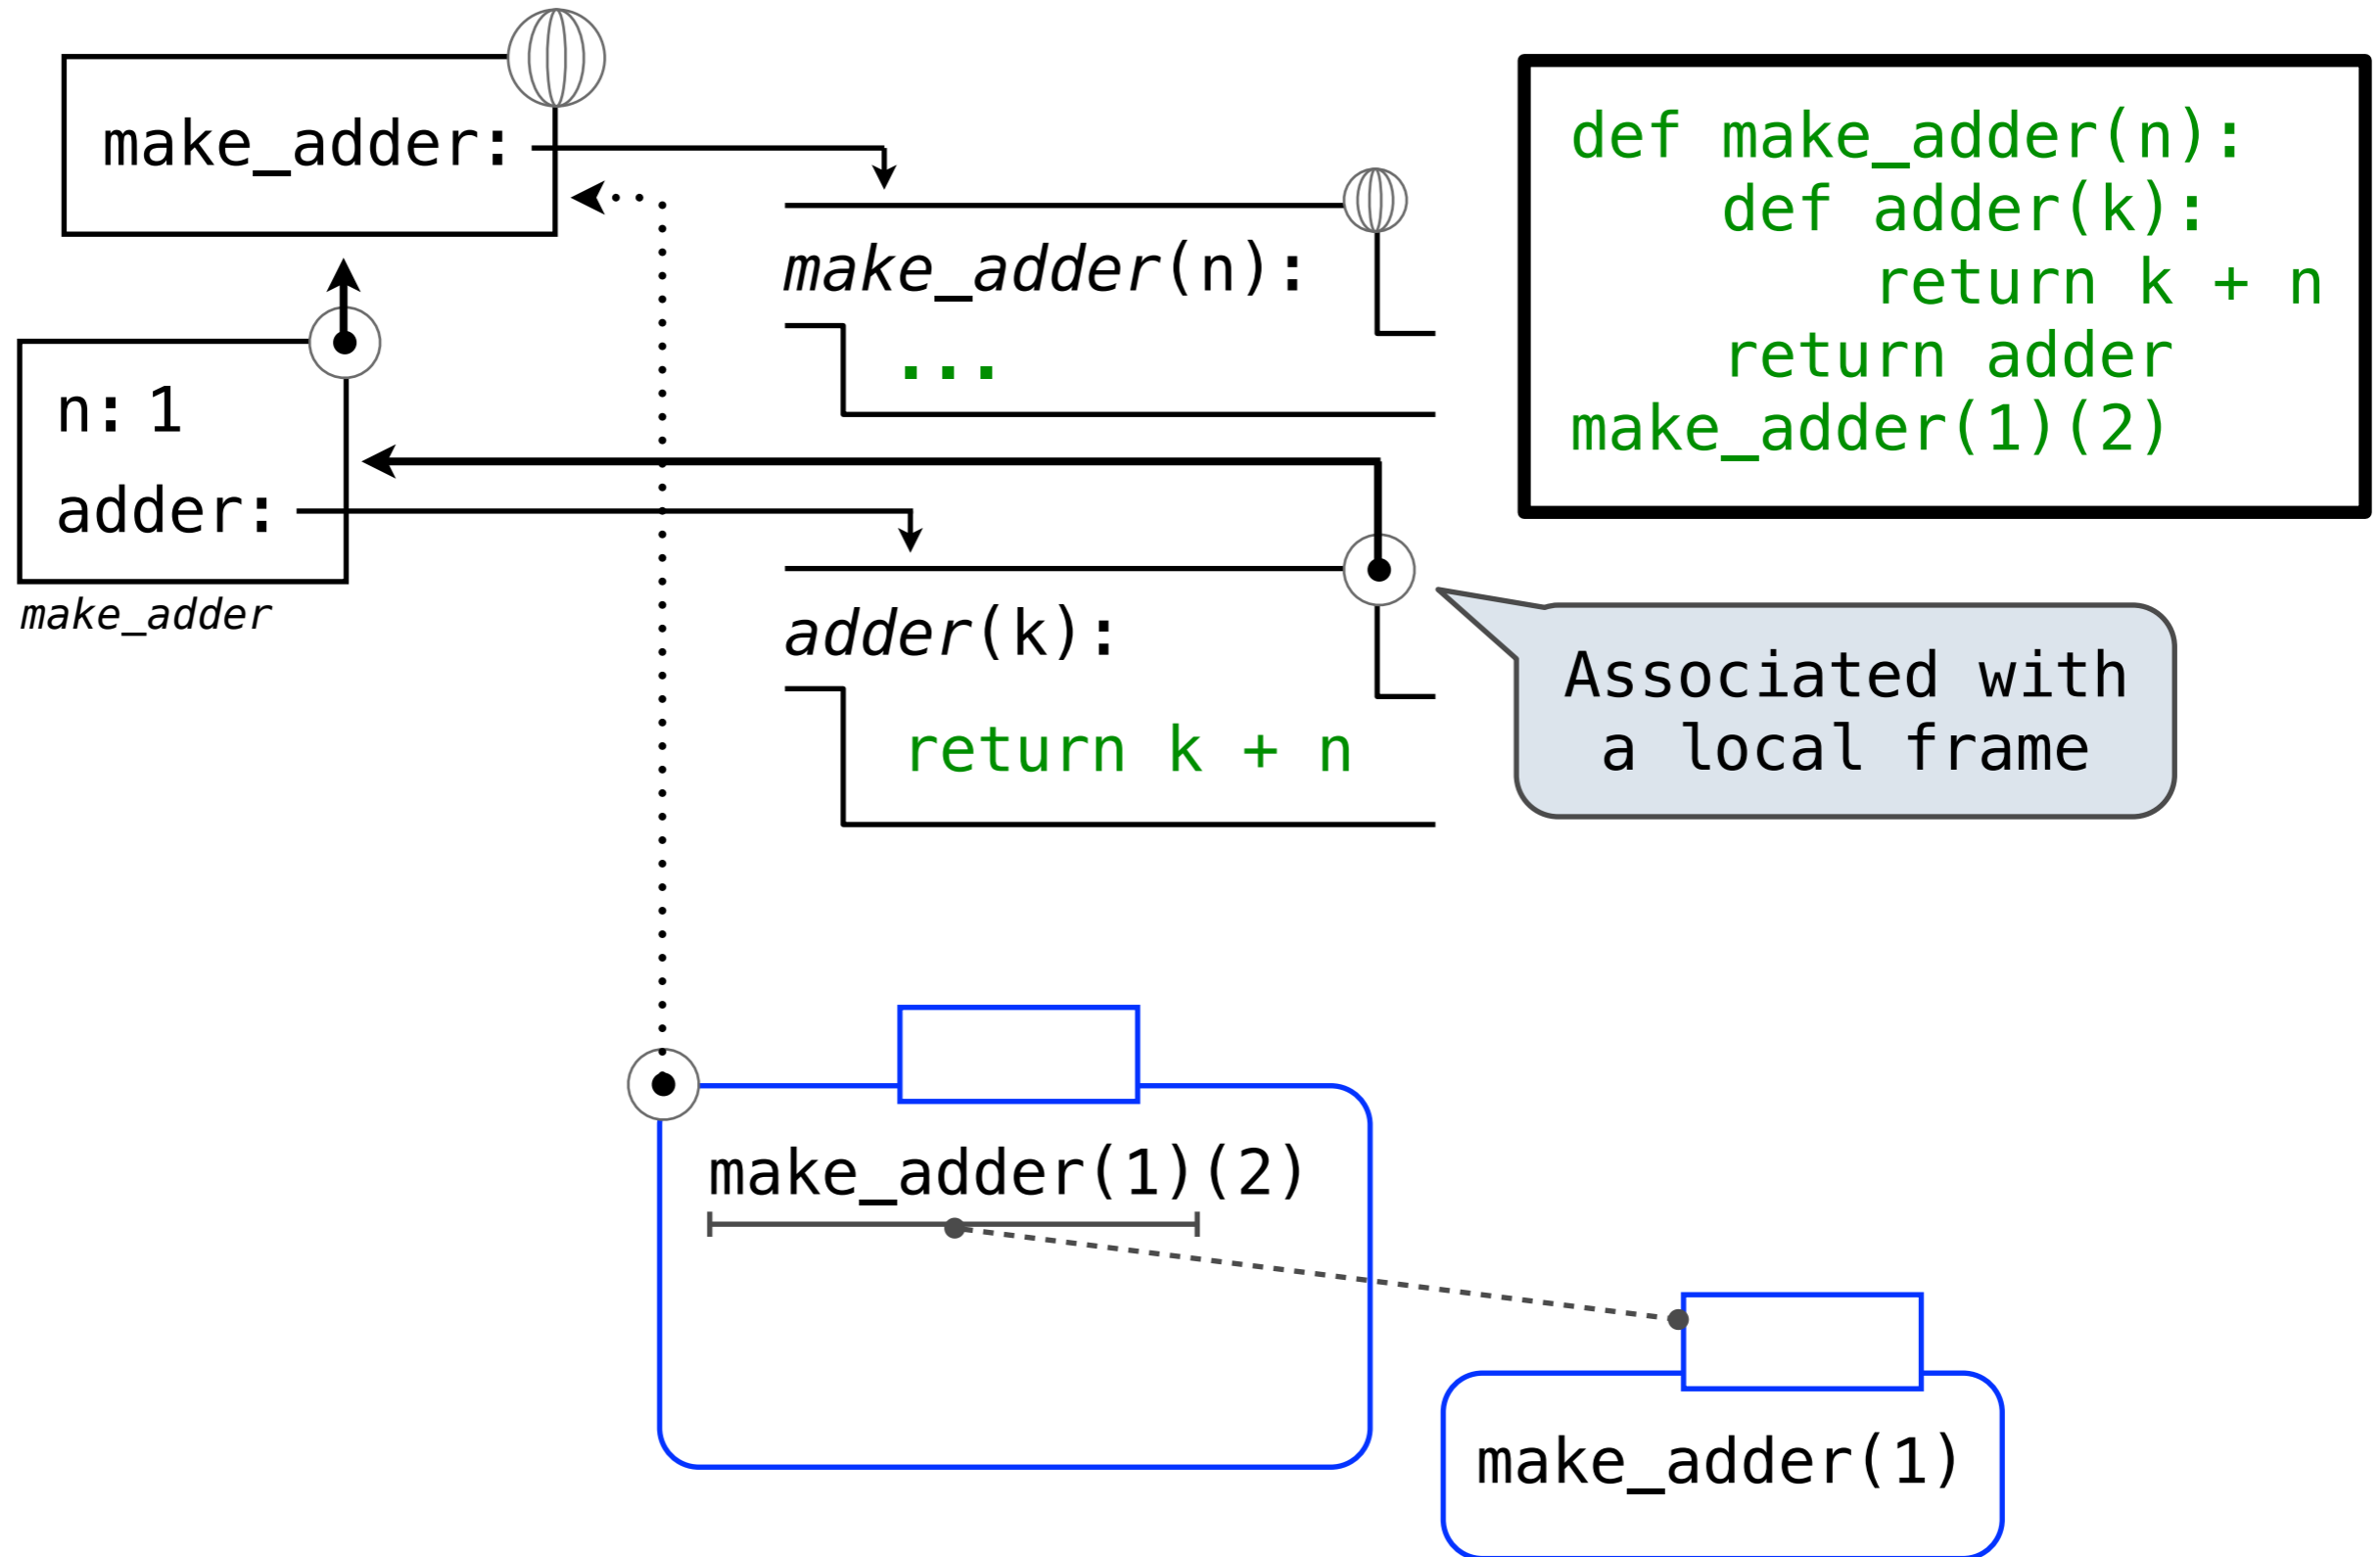 make_adder:
make_adder(n):
...
n: 1
adder:
make_adder
adder(k):
return k + n
def make_adder(n):
    def adder(k):
        return k + n
    return adder
make_adder(1)(2)
Associated with
a local frame
make_adder(1)(2)
make_adder(1)